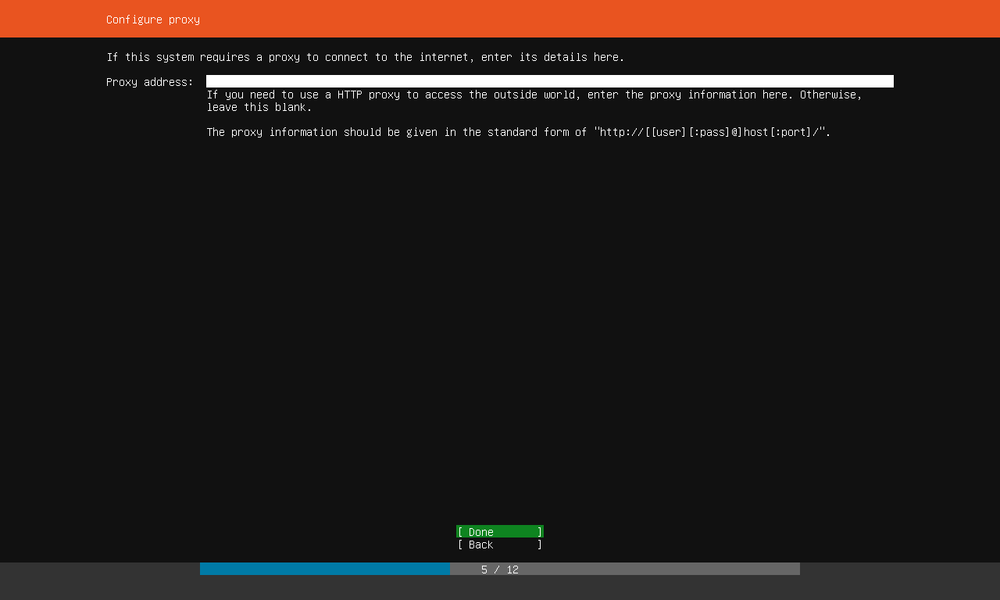 Configure proxy
If this system requires a proxy to connect to the internet, enter its details here.
Proxy address:
If you need to use a HTTP proxy to access the outside world, enter the proxy information here. Otherwise,
leave this blank.
The proxy information should be given in the standard form of "http://[[user][:pass]@]host[:port]/".
[ Done ]
[ Back ]
5 / 12